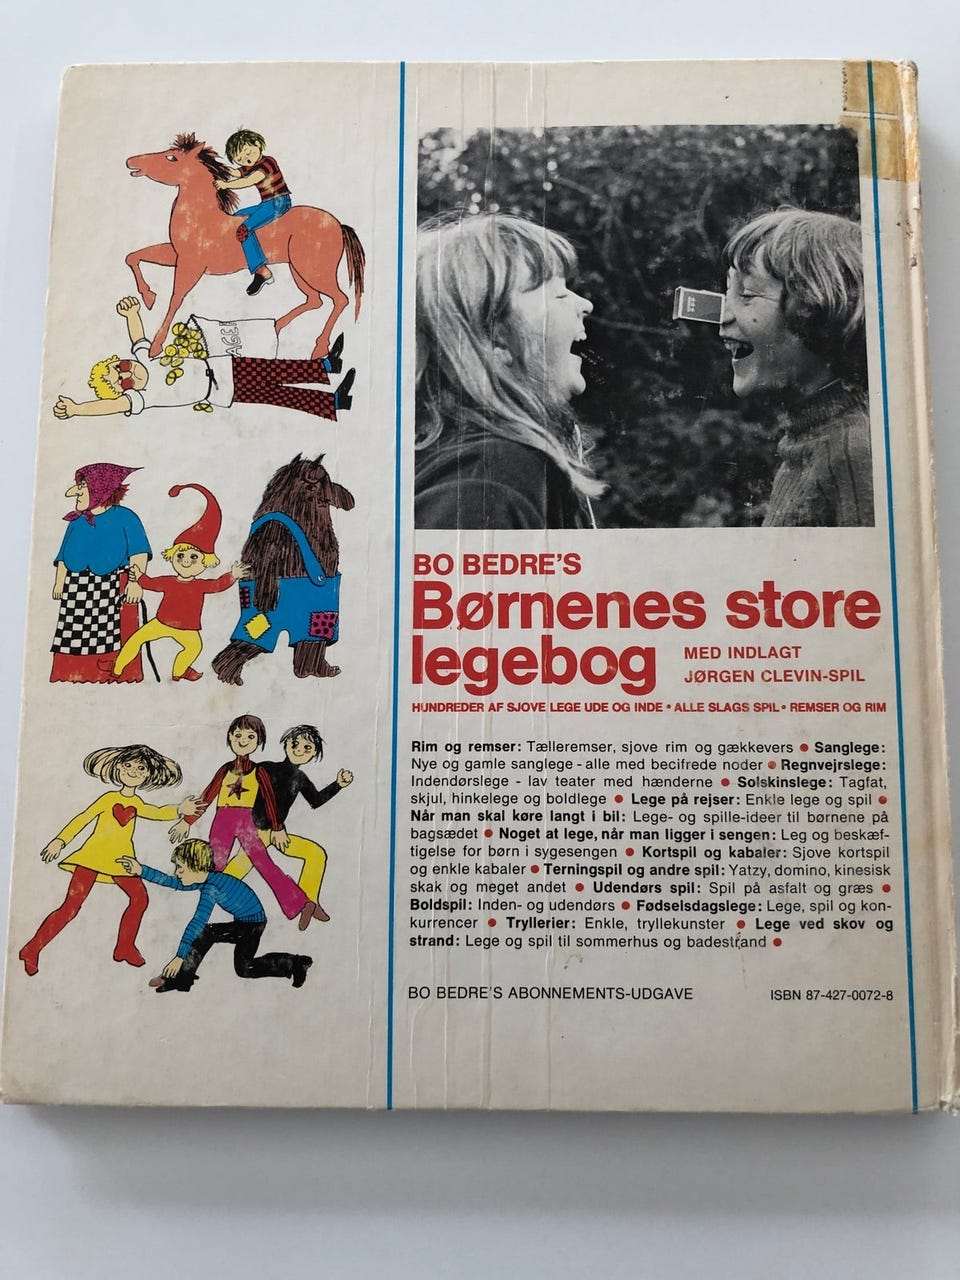 AGEI
BO BEDRE'S
Børnenes store
legebog
MED INDLAGT
JØRGEN CLEVIN-SPIL
HUNDREDER AF SJOVE LEGE UDE OG INDE • ALLE SLAGS SPIL • REMSER OG RIM
Rim og remser: Tælleremser, sjove rim og gækkevers • Sanglege:
Nye og gamle sanglege - alle med becifrede noder • Regnvejrslege:
Indendørslege - lav teater med hænderne • Solskinslege: Tagfat,
skjul, hinkelege og boldlege • Lege på rejser: Enkle lege og spil •
Når man skal køre langt i bil: Lege- og spille-ideer til børnene på
bagsædet • Noget at lege, når man ligger i sengen: Leg og beskæf-
tigelse for børn i sygesengen • Kortspil og kabaler: Sjove kortspil
og enkle kabaler • Terningspil og andre spil: Yatzy, domino, kinesisk
skak og meget andet • Udendørs spil: Spil på asfalt og græs •
Boldspil: Inden- og udendørs • Fødselsdagslege: Lege, spil og kon-
kurrencer • Tryllerier: Enkle, tryllekunster • Lege ved skov og
strand: Lege og spil til sommerhus og badestrand •
BO BEDRE'S ABONNEMENTS-UDGAVE
ISBN 87-427-0072-8